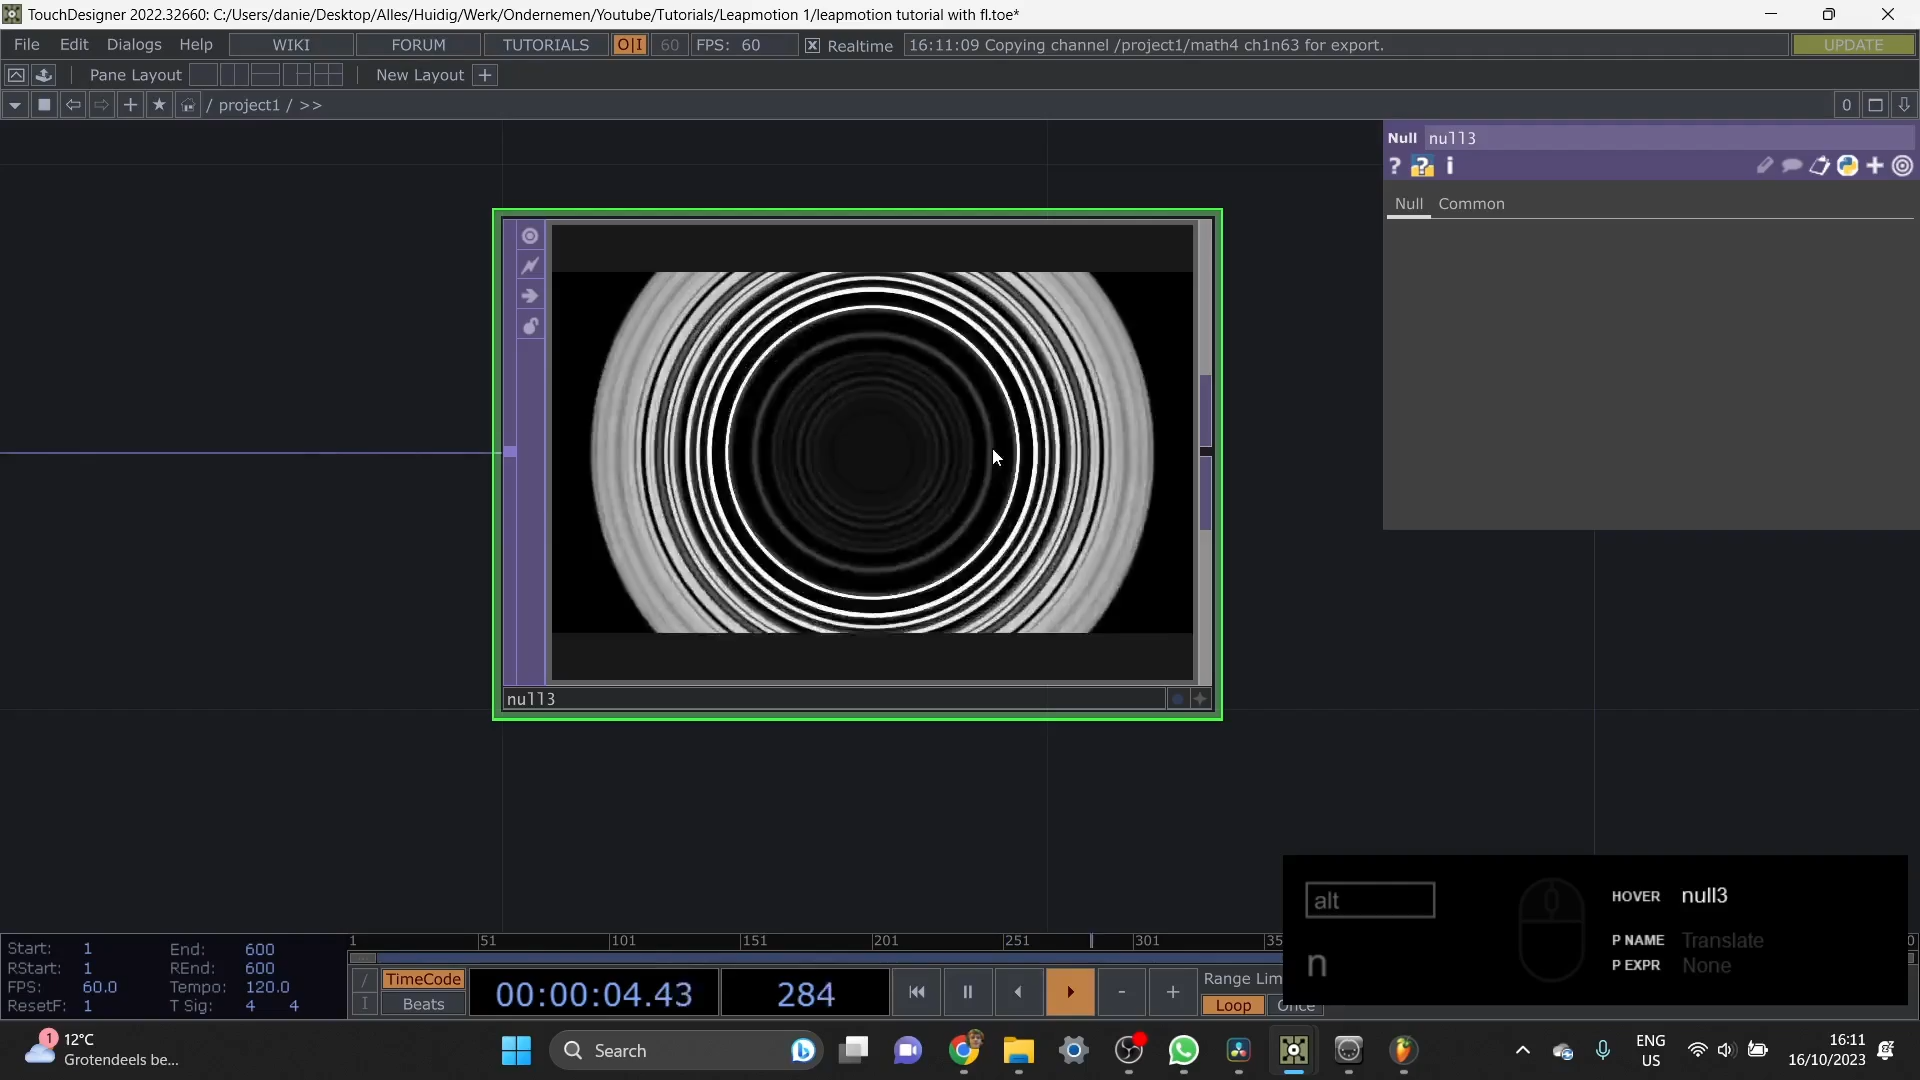 TouchDesigner 2022.32660: C:/Users/danie/Desktop/Alles/Huidig/Werk/Ondernemen/Youtube/Tutorials/Leapmotion 1/leapmotion tutorial with fl.toe*
File Edit Dialogs Help WIKI FORUM TUTORIALS O|I 60 FPS: 60 Realtime 16:11:09 Copying channel /project1/math4 ch1n63 for export. UPDATE
Pane Layout New Layout +
/ project1 / >> 0
Null null3
? ? i
Null Common
null3
alt
HOVER null3
n
P NAME Translate
P EXPR None
1 51 101 151 201 251 301 35
Start: 1 End: 600
RStart: 1 REnd: 600
FPS: 60.0 Tempo: 120.0
ResetF: 1 T Sig: 4 4
TimeCode
Beats
00:00:04.43 284 - +
Range Lim
Loop Once
1 12°C
Grotendeels be...
Search
ENG
US
16:11
16/10/2023